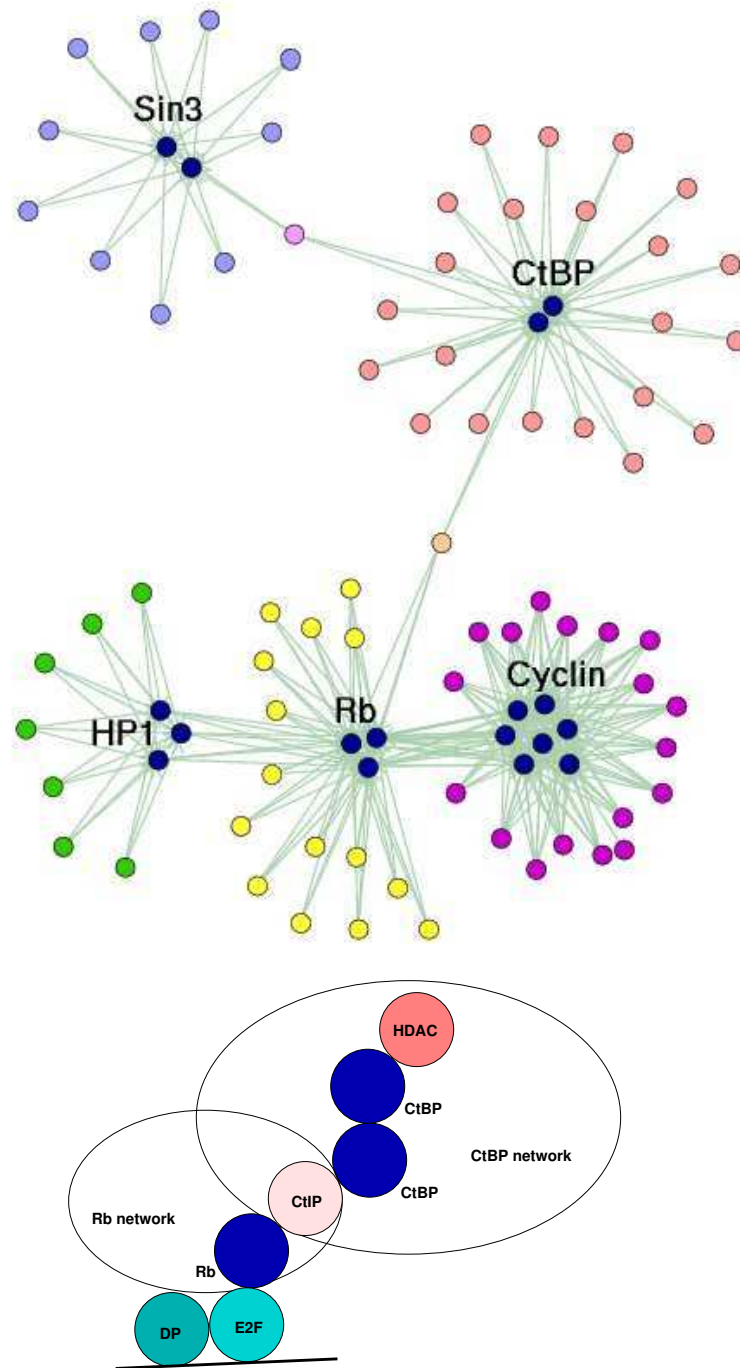 Sin3
CtBP
Cyclin
Rb
HP1
HDAC
CtBP
CtBP network
CtBP
CtIP
Rb network
Rb
E2F
DP